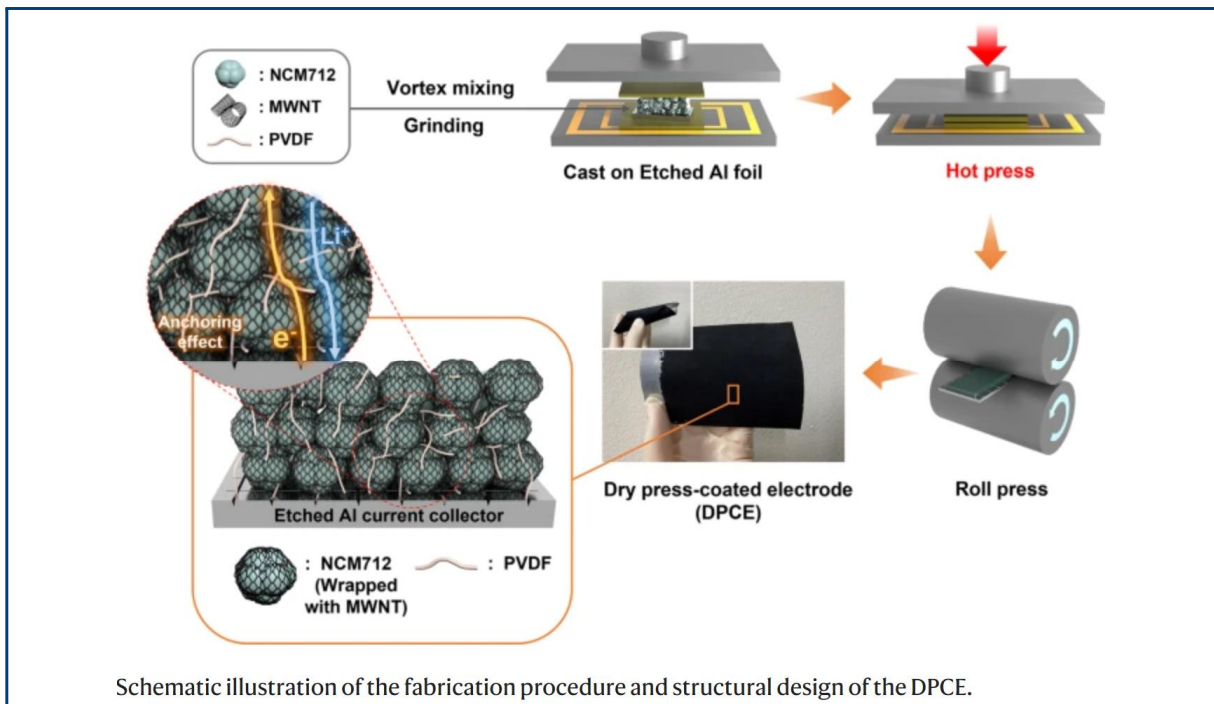 : NCM712
: MWNT
: PVDF
Vortex mixing
Grinding
Cast on Etched Al foil
Hot press
Li⁺
Anchoring
effect
e⁻
Etched Al current collector
: NCM712
(Wrapped
with MWNT)
: PVDF
Dry press-coated electrode
(DPCE)
Roll press
Schematic illustration of the fabrication procedure and structural design of the DPCE.